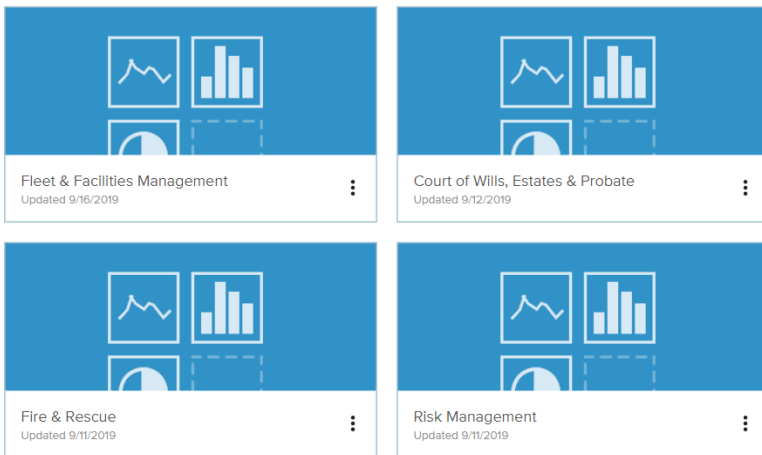 Fleet & Facilities Management
Updated 9/16/2019
Court of Wills, Estates & Probate
Updated 9/12/2019
Fire & Rescue
Updated 9/11/2019
Risk Management
Updated 9/11/2019